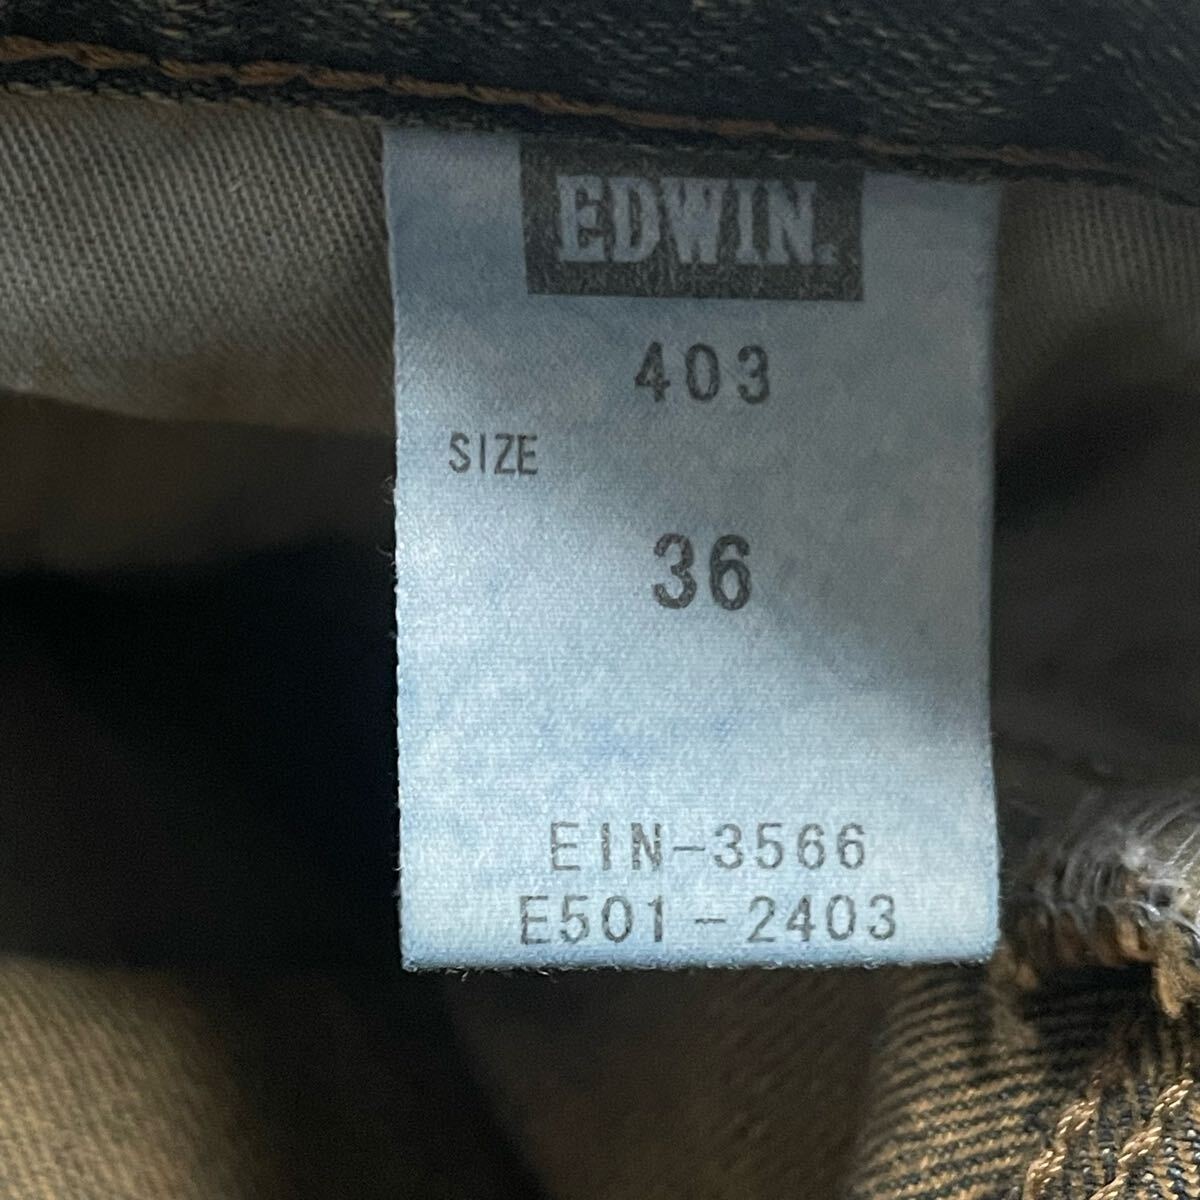 EDWIN.
403
SIZE
36
EIN-3566
E501-2403